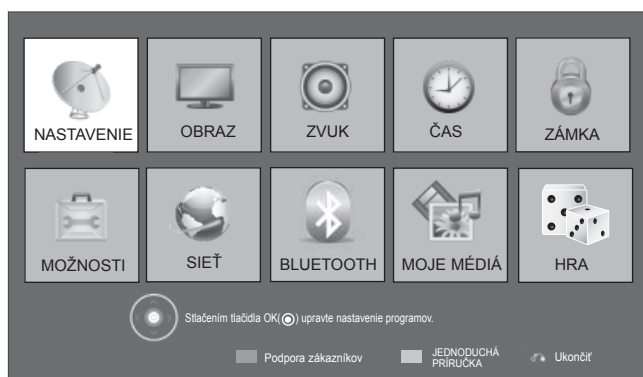 NASTAVENIE
OBRAZ
ZVUK
ČAS
ZÁMKA
MOŽNOSTI
SIEŤ
BLUETOOTH
MOJE MÉDIÁ
HRA
Stlačením tlačidla OK(◉) upravte nastavenie programov.
Podpora zákazníkov
JEDNODUCHÁ
PRÍRUČKA
Ukončiť